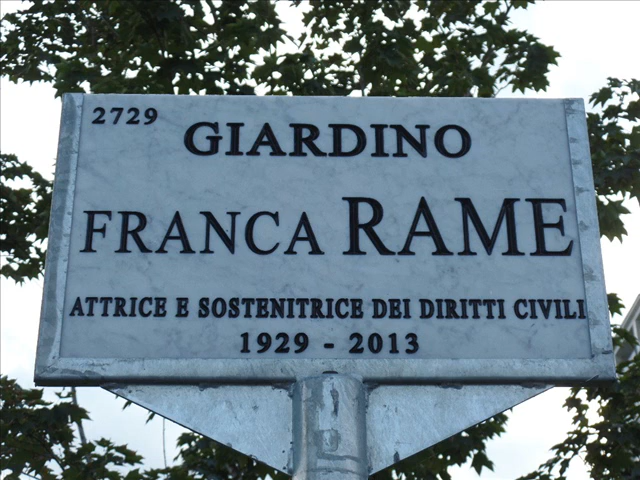 2729
GIARDINO
FRANCA RAME
ATTRICE E SOSTENITRICE DEI DIRITTI CIVILI
1929 - 2013